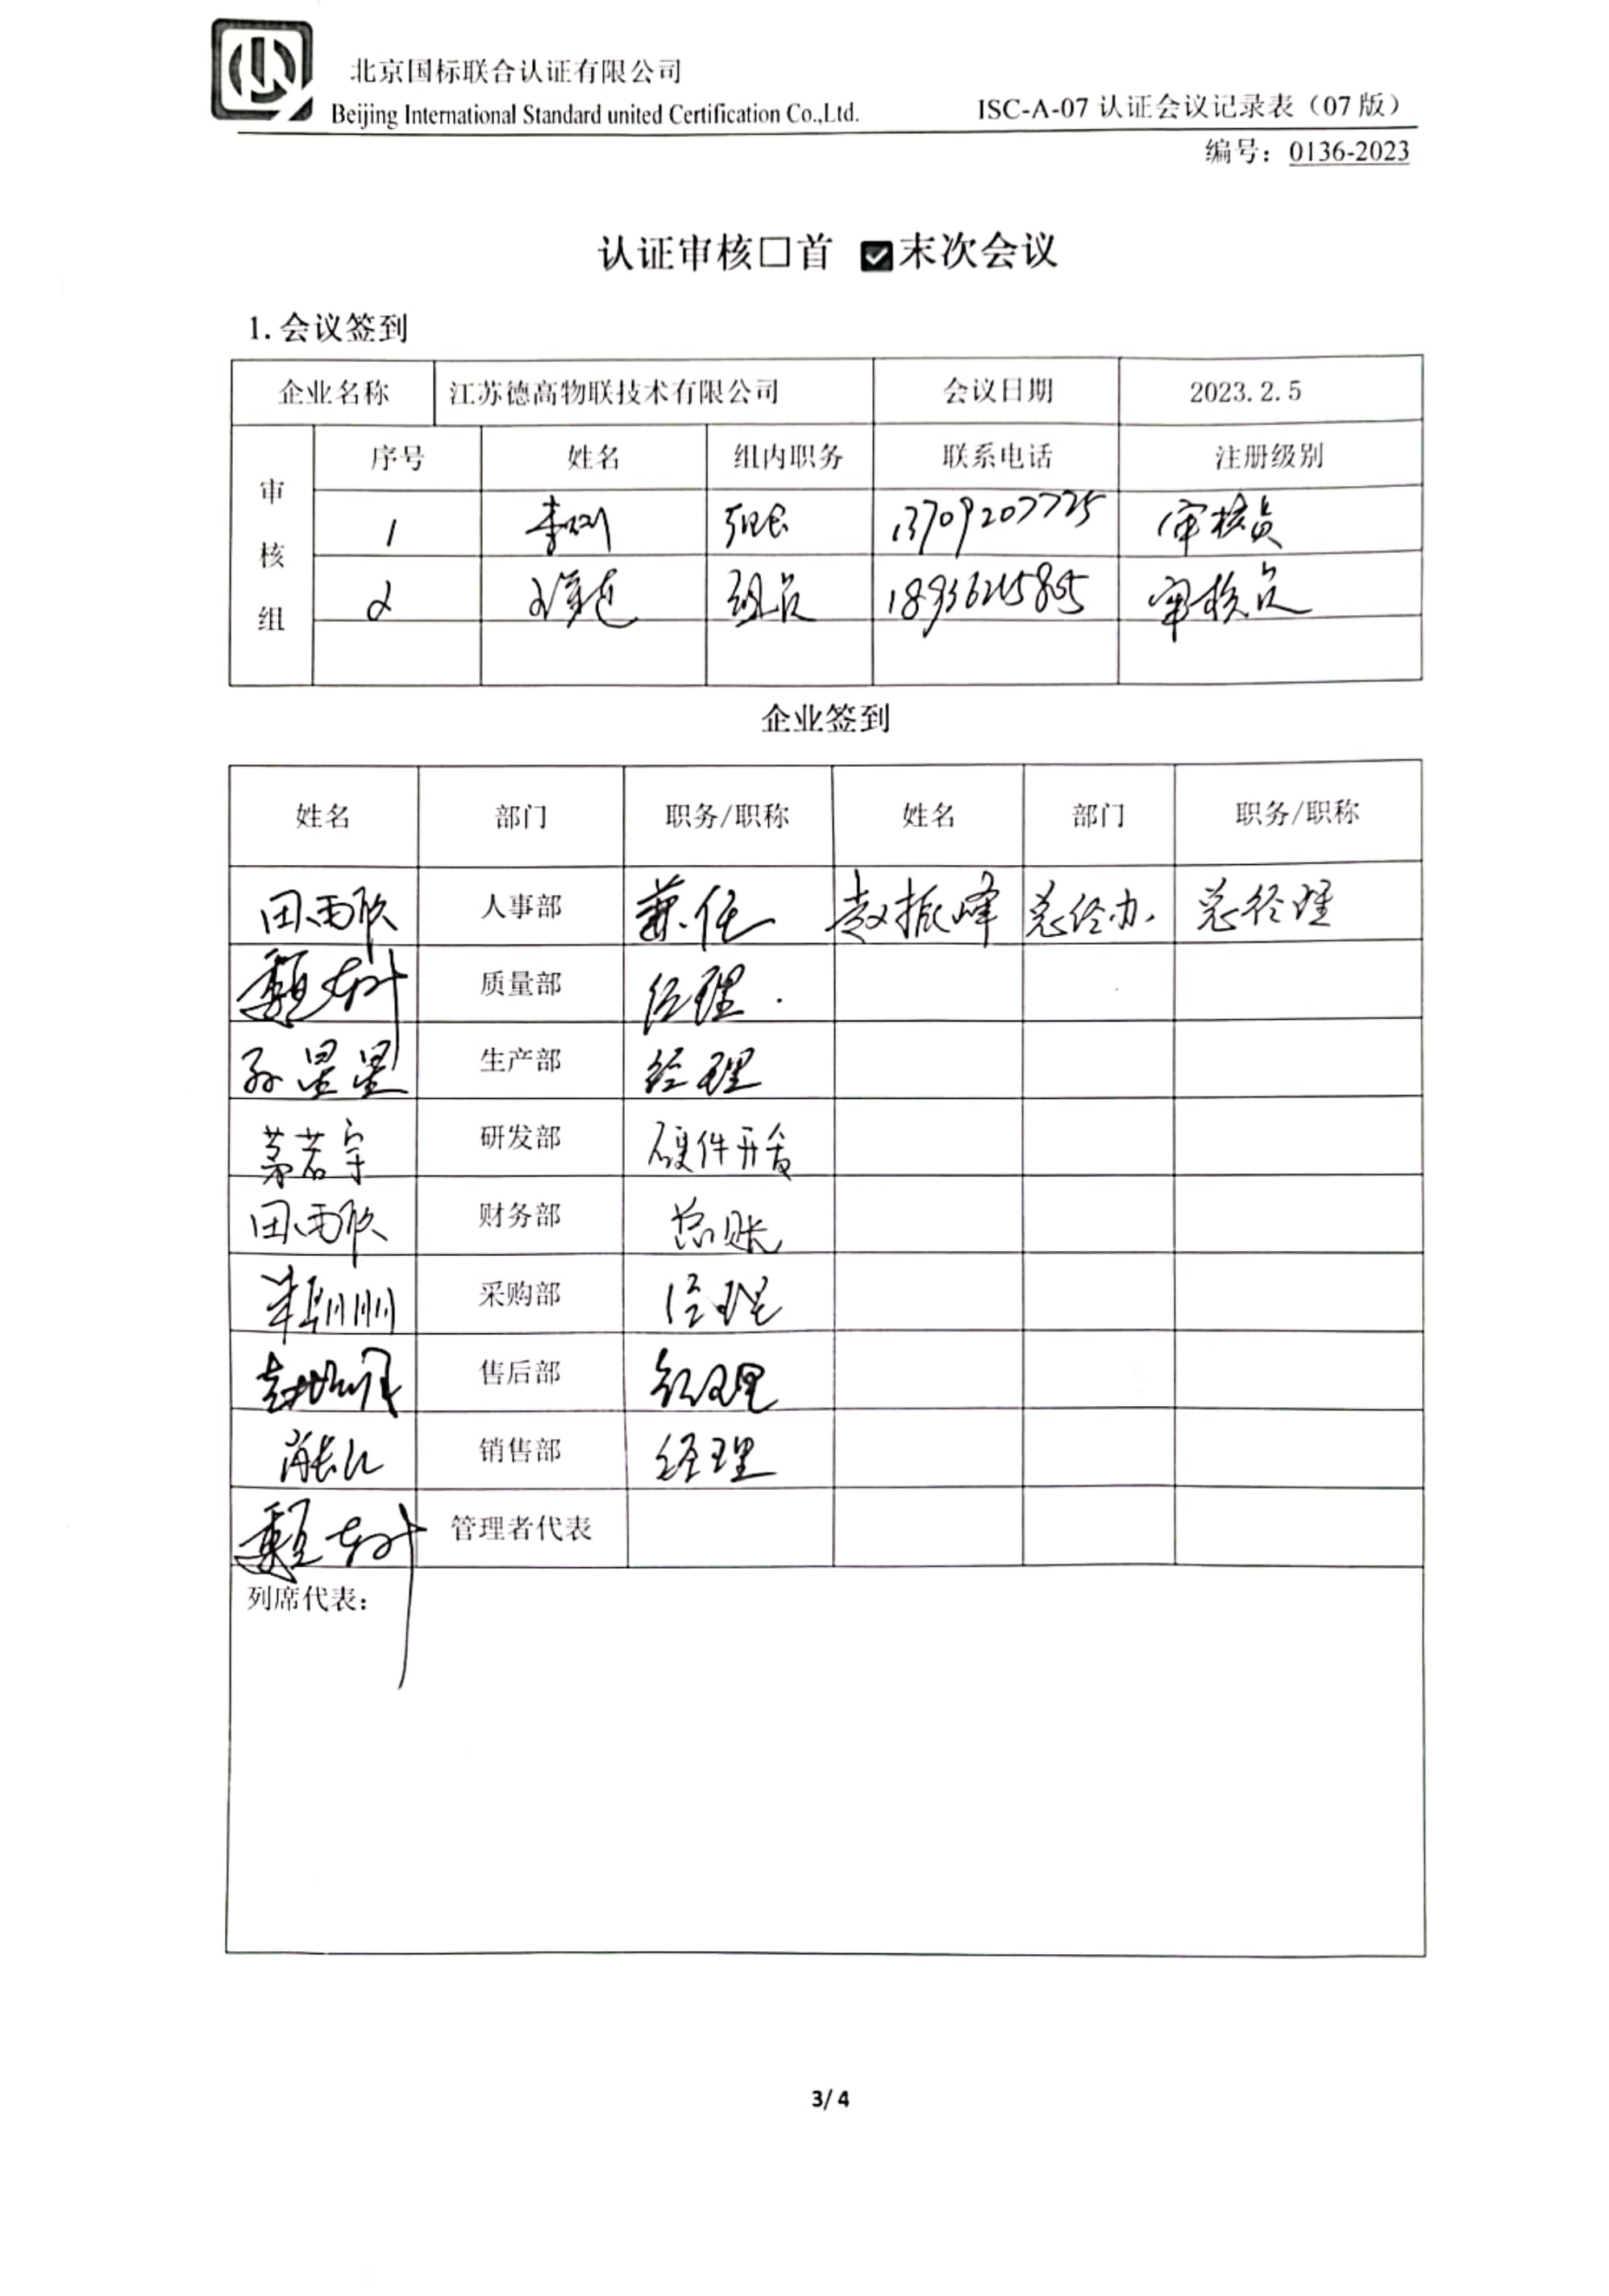 北京国标联合认证有限公司
Beijing International Standard united Certification Co.,Ltd.
ISC-A-07 认证会议记录表（07 版）
编号：0136-2023
认证审核□首 ☑末次会议
1. 会议签到
企业名称 江苏德高物联技术有限公司 会议日期 2023.2.5
审核组 序号 姓名 组内职务 联系电话 注册级别
1 组长 13709207725 审核员
2 组员 审核员
企业签到
姓名 部门 职务/职称 姓名 部门 职务/职称
田雨欣 人事部 兼任 赵振峰 总经办 总经理
质量部 经理
孙星星 生产部 经理
茅若宇 研发部 硬件开发
田雨欣 财务部 总账
采购部 经理
售后部 经理
销售部 经理
管理者代表
列席代表：
3/ 4